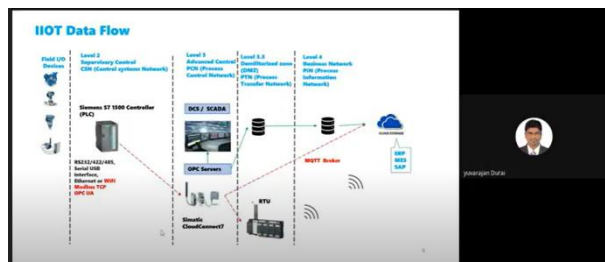 IIOT Data Flow
Field I/O
Devices
Level 2
Supervisory Control
CSN (Control systems Network)
Level 3
Advanced Control
PCN (Process
Control Network)
Level 3.5
Demilitarized zone
(DMZ)
PTN (Process
Transfer Network)
Level 4
Business Network
PIN (Process
Information
Network)
Siemens S7 1500 Controller
(PLC)
DCS / SCADA
CLOUD STORAGE
ERP
MES
SAP
OPC Servers
MQTT Broker
RS232/422/485,
Serial USB
Interface,
Ethernet or WiFi
Modbus TCP
OPC UA
RTU
Simatic
CloudConnect7
yuvarajan Durai